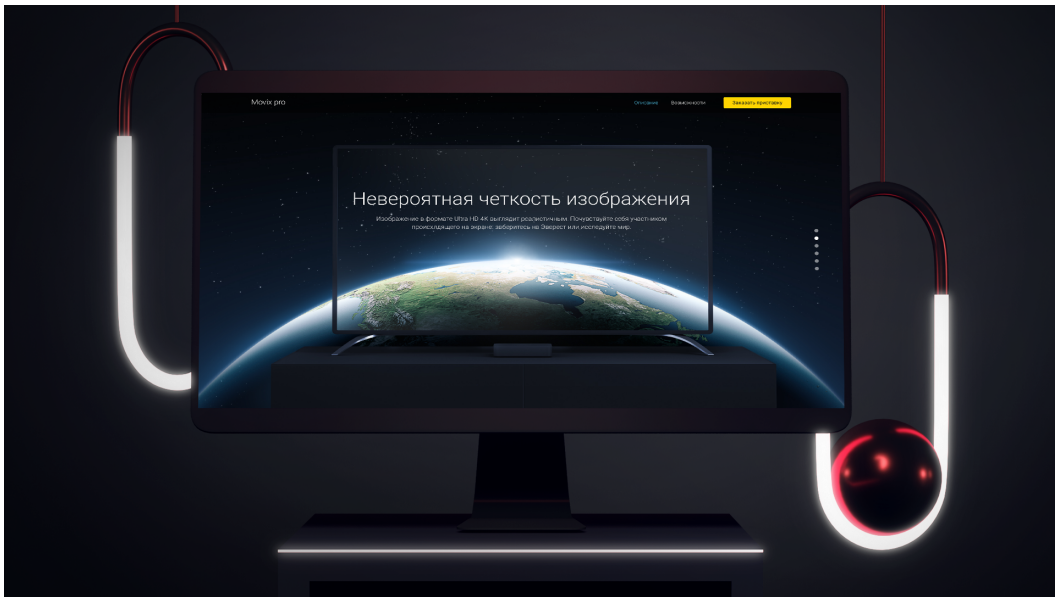 Movix pro
Описание Возможности Заказать приставку
Невероятная четкость изображения
Изображение в формате Ultra HD 4K выглядит реалистичным. Почувствуйте себя участником
происходящего на экране, заберитесь на Эверест или исследуйте мир.